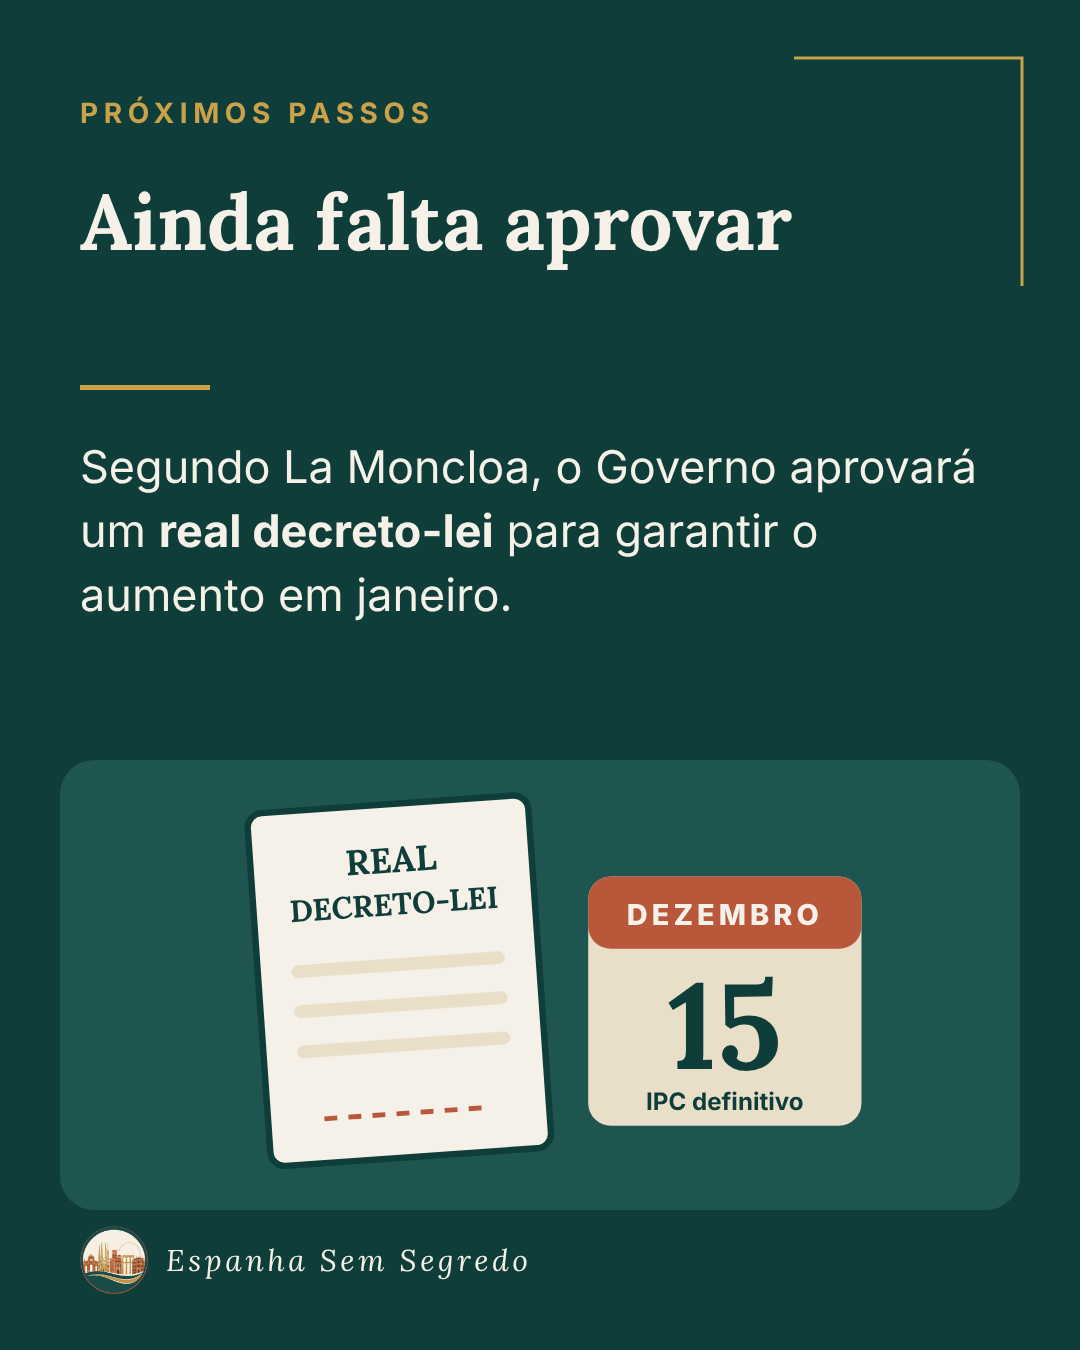 PRÓXIMOS PASSOS
Ainda falta aprovar
Segundo La Moncloa, o Governo aprovará
um real decreto-lei para garantir o
aumento em janeiro.
REAL
DECRETO-LEI
DEZEMBRO
15
IPC definitivo
Espanha Sem Segredo